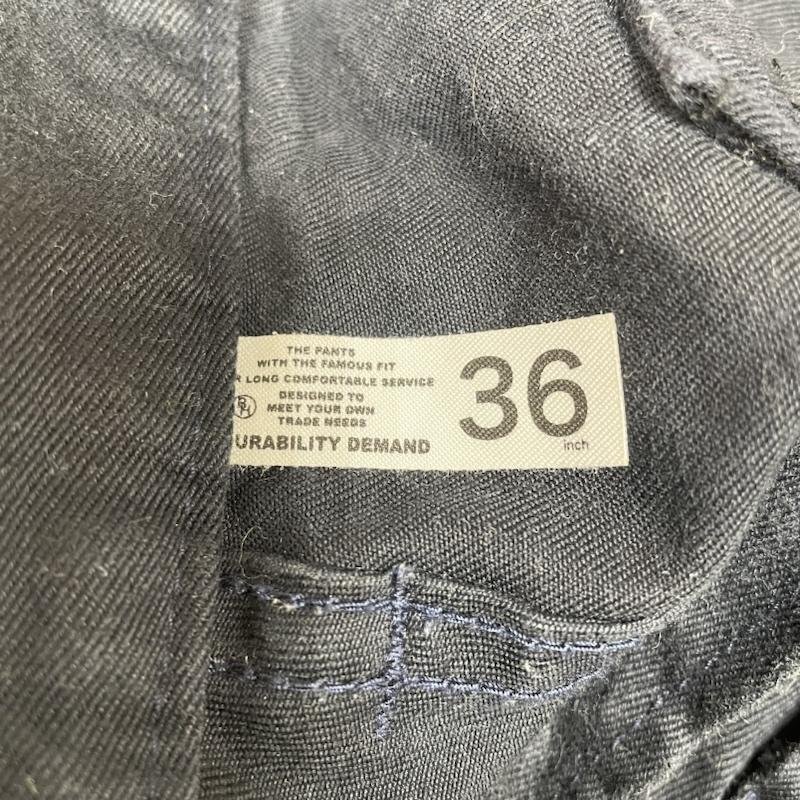 THE PANTS
WITH THE FAMOUS FIT
R LONG COMFORTABLE SERVICE
DESIGNED TO
MEET YOUR OWN
TRADE NEEDS
URABILITY DEMAND
36
inch